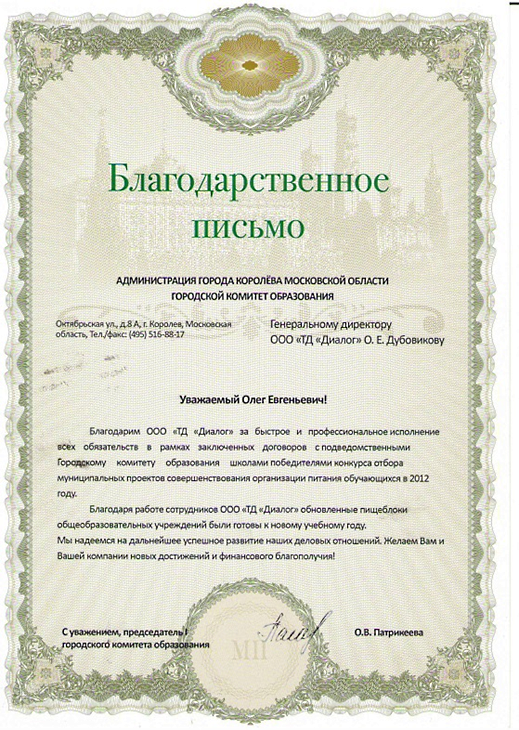 Благодарственное
письмо
АДМИНИСТРАЦИЯ ГОРОДА КОРОЛЁВА МОСКОВСКОЙ ОБЛАСТИ
ГОРОДСКОЙ КОМИТЕТ ОБРАЗОВАНИЯ
Октябрьская ул., д.8 А, г. Королев, Московская
область, Тел./факс: (495) 516-88-17
Генеральному директору
ООО «ТД «Диалог» О. Е. Дубовикову
Уважаемый Олег Евгеньевич!
Благодарим ООО «ТД «Диалог» за быстрое и профессиональное исполнение
всех обязательств в рамках заключенных договоров с подведомственными
Городскому комитету образования школами победителями конкурса отбора
муниципальных проектов совершенствования организации питания обучающихся в 2012
году.
Благодаря работе сотрудников ООО «ТД «Диалог» обновленные пищеблоки
общеобразовательных учреждений были готовы к новому учебному году.
Мы надеемся на дальнейшее успешное развитие наших деловых отношений. Желаем Вам и
Вашей компании новых достижений и финансового благополучия!
С уважением, председатель
городского комитета образования
О.В. Патрикеева
МП